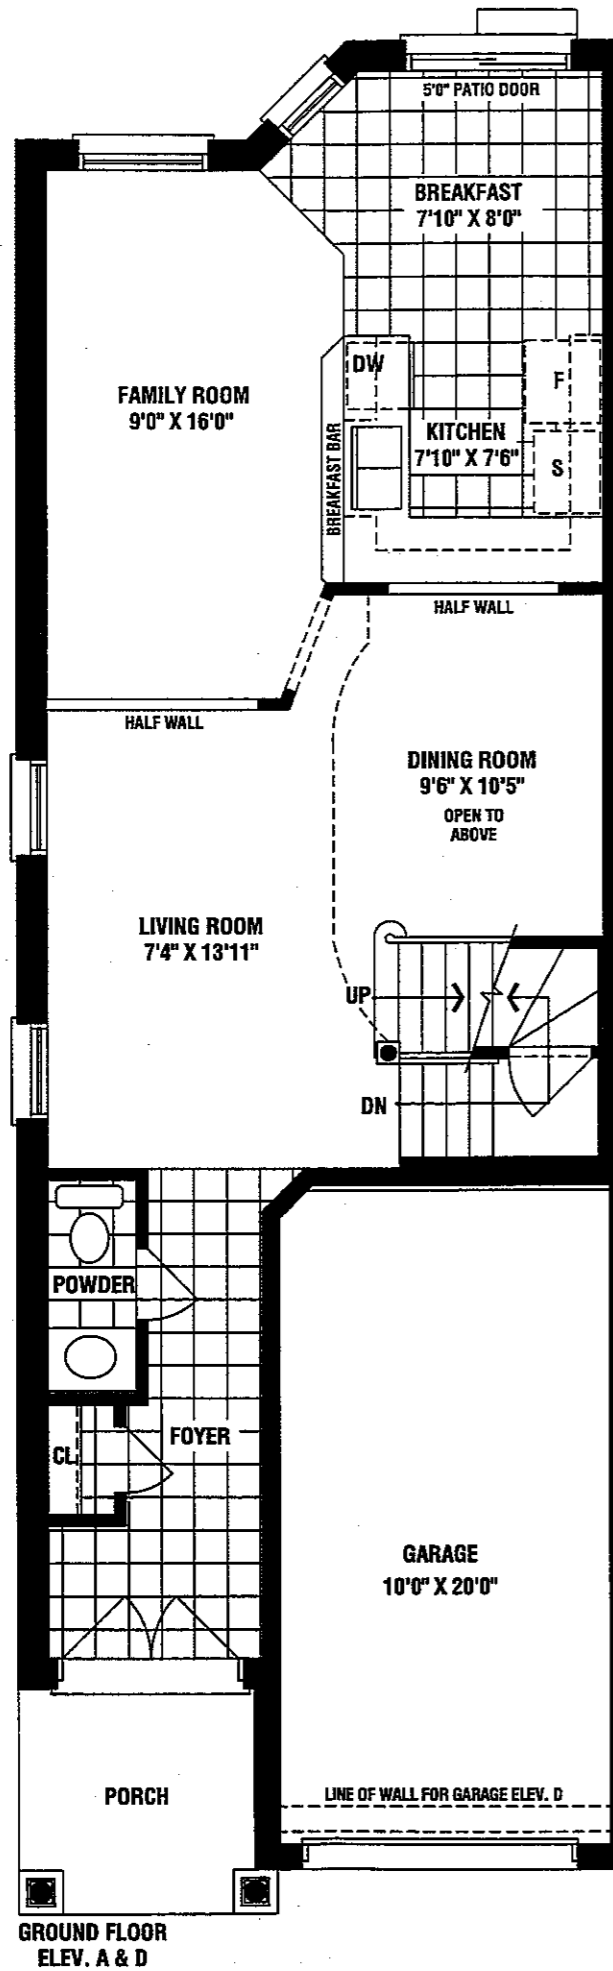 5'0" PATIO DOOR
BREAKFAST
7'10" X 8'0"
DW
F
FAMILY ROOM
9'0" X 16'0"
KITCHEN
7'10" X 7'6"
S
BREAKFAST BAR
HALF WALL
HALF WALL
DINING ROOM
9'6" X 10'5"
OPEN TO
ABOVE
LIVING ROOM
7'4" X 13'11"
UP
DN
POWDER
FOYER
CL
GARAGE
10'0" X 20'0"
PORCH
LINE OF WALL FOR GARAGE ELEV. D
GROUND FLOOR
ELEV. A & D